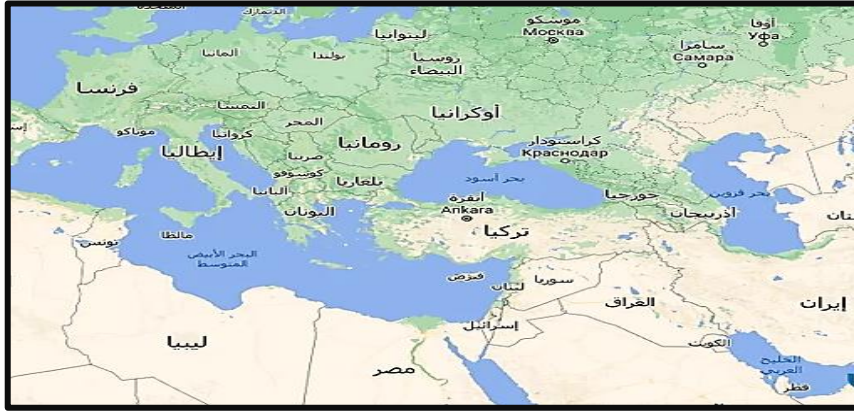 المتحدة
الدنمارك
ليتوانيا
موسكو
Москва
أوفا
Уфа
سامرا
Самара
روسيا
البيضاء
بولندا
ألمانيا
فرنسا
النمسا
المجر
أوكرانيا
كرواتيا
موناكو
إيطاليا
رومانيا
صربيا
كوسوفو
بلغاريا
ألبانيا
اليونان
كراسنودار
Краснодар
بحر أسود
جورجيا
بحر قزوين
أذربيجان
أنقرة
Ankara
تركيا
تونس
مالطا
البحر الأبيض
المتوسط
قبرص
لبنان
سوريا
العراق
إيران
إسرائيل
ليبيا
مصر
الكويت
الخليج
العربي
قطر